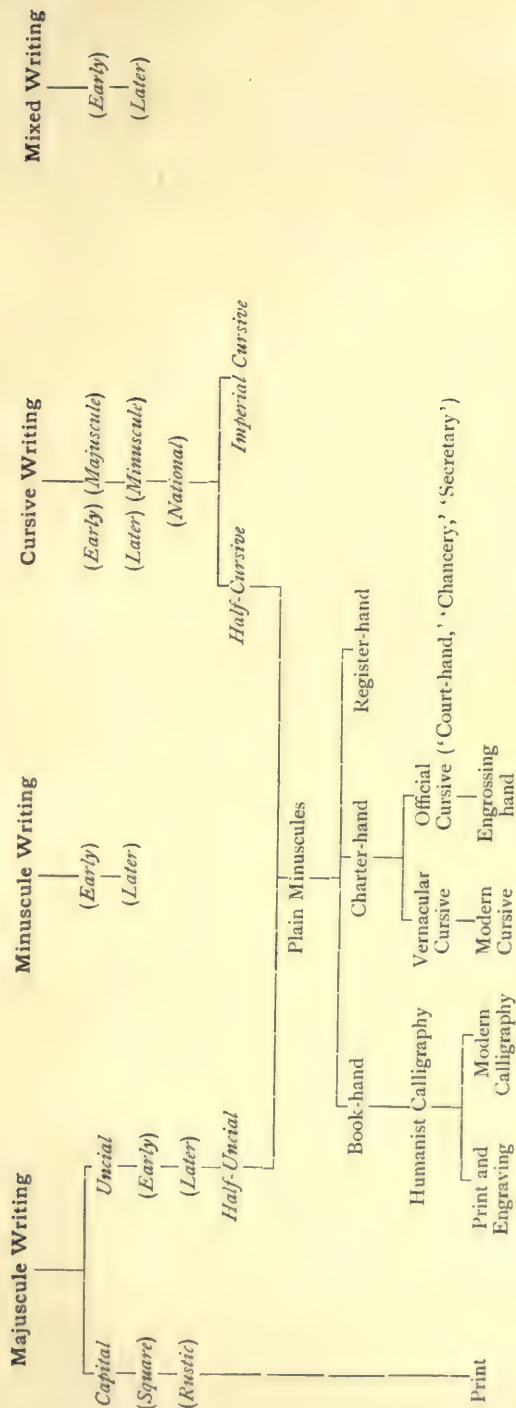 Majuscule Writing Minuscule Writing Cursive Writing Mixed Writing
Capital Uncial (Early) (Early) (Majuscule) (Early)
(Square) (Early) (Later) (Later) (Minuscule) (Later)
(Rustic) (Later) (National)
Half-Uncial Half-Cursive Imperial Cursive
Plain Minuscules
Book-hand Charter-hand Register-hand
Humanist Calligraphy Vernacular Official
Cursive Cursive ('Court-hand,' 'Chancery,' 'Secretary')
Print Print and Modern Modern Engrossing
Engraving Calligraphy Cursive hand